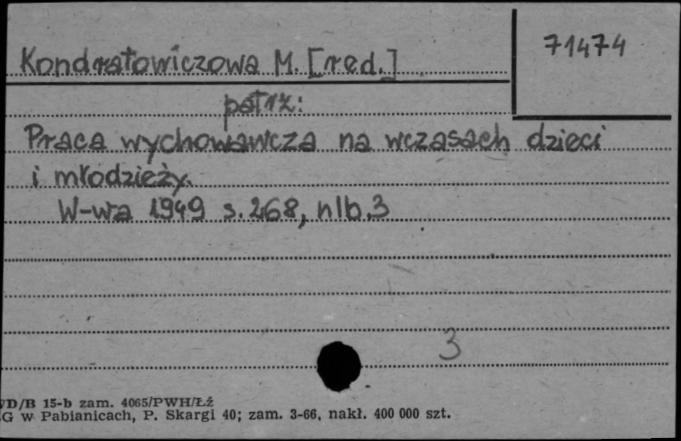 Kondratowiczowa M. [red.]
71474
patrz:
Praca wychowawcza na wczasach dzieci
i młodzieży.
W-wa 1949 s. 268, nlb. 3
3
WD/B 15-b zam. 4065/PWH/Łź
G w Pabianicach, P. Skargi 40; zam. 3-66, nakł. 400 000 szt.